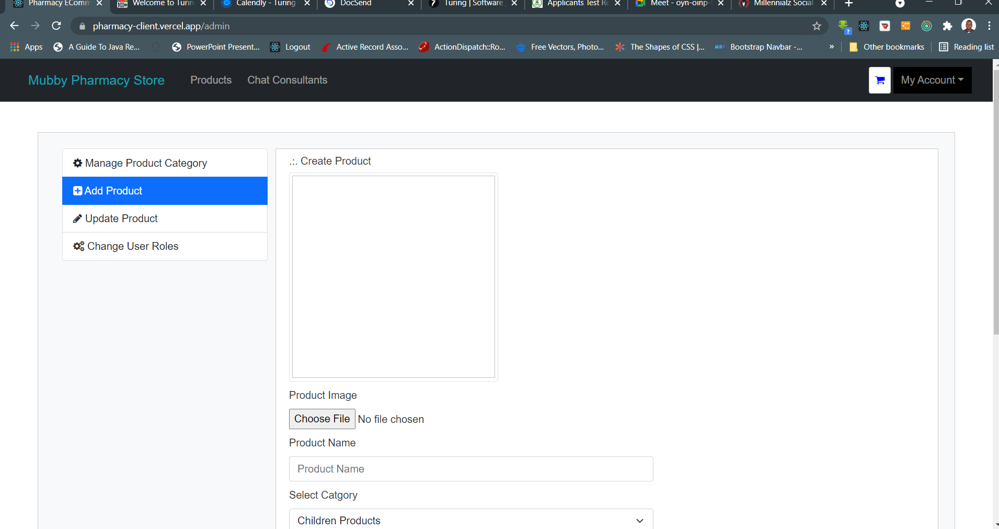 Pharmacy EComm Welcome to Turin Calendly - Turing DocSend Turing | Software Applicants Test Re Meet - oyn-oinp- Millennialz Social
pharmacy-client.vercel.app/admin
Apps A Guide To Java Re... PowerPoint Present... Logout Active Record Asso... ActionDispatch::Ro... Free Vectors, Photo... The Shapes of CSS |... MDB Bootstrap Navbar -... » Other bookmarks Reading list
Mubby Pharmacy Store Products Chat Consultants My Account
Manage Product Category
Add Product
Update Product
Change User Roles
.:. Create Product
Product Image
Choose File No file chosen
Product Name
Product Name
Select Catgory
Children Products